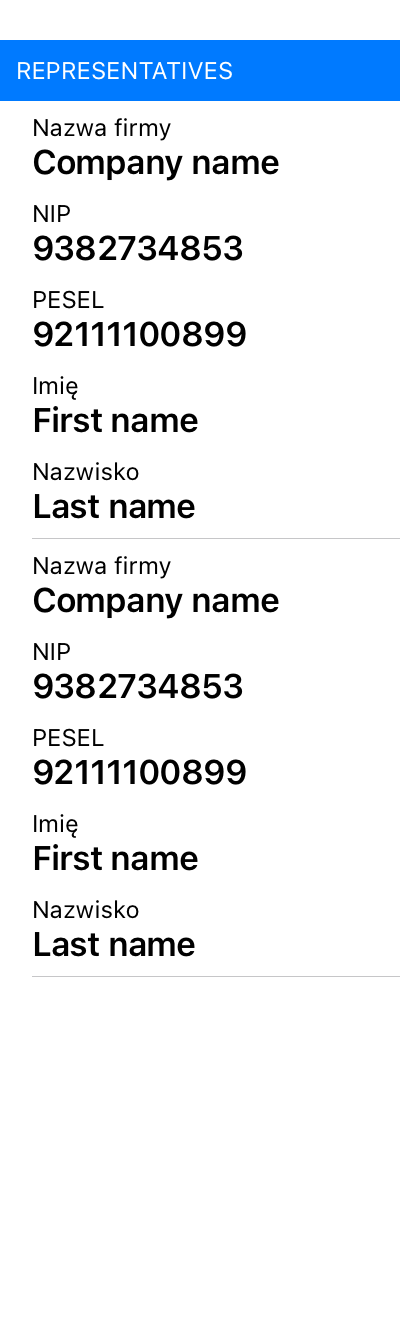 REPRESENTATIVES
Nazwa firmy
Company name
NIP
9382734853
PESEL
92111100899
Imię
First name
Nazwisko
Last name
Nazwa firmy
Company name
NIP
9382734853
PESEL
92111100899
Imię
First name
Nazwisko
Last name